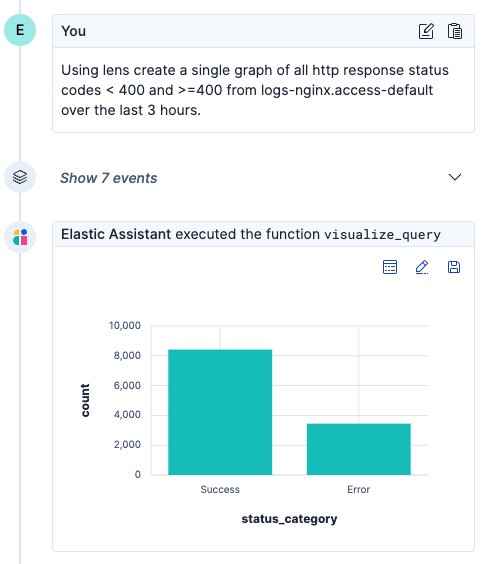 E
You
Using lens create a single graph of all http response status
codes < 400 and >=400 from logs-nginx.access-default
over the last 3 hours.
Show 7 events
Elastic Assistant executed the function visualize_query
10,000
8,000
6,000
4,000
2,000
0
count
Success
Error
status_category